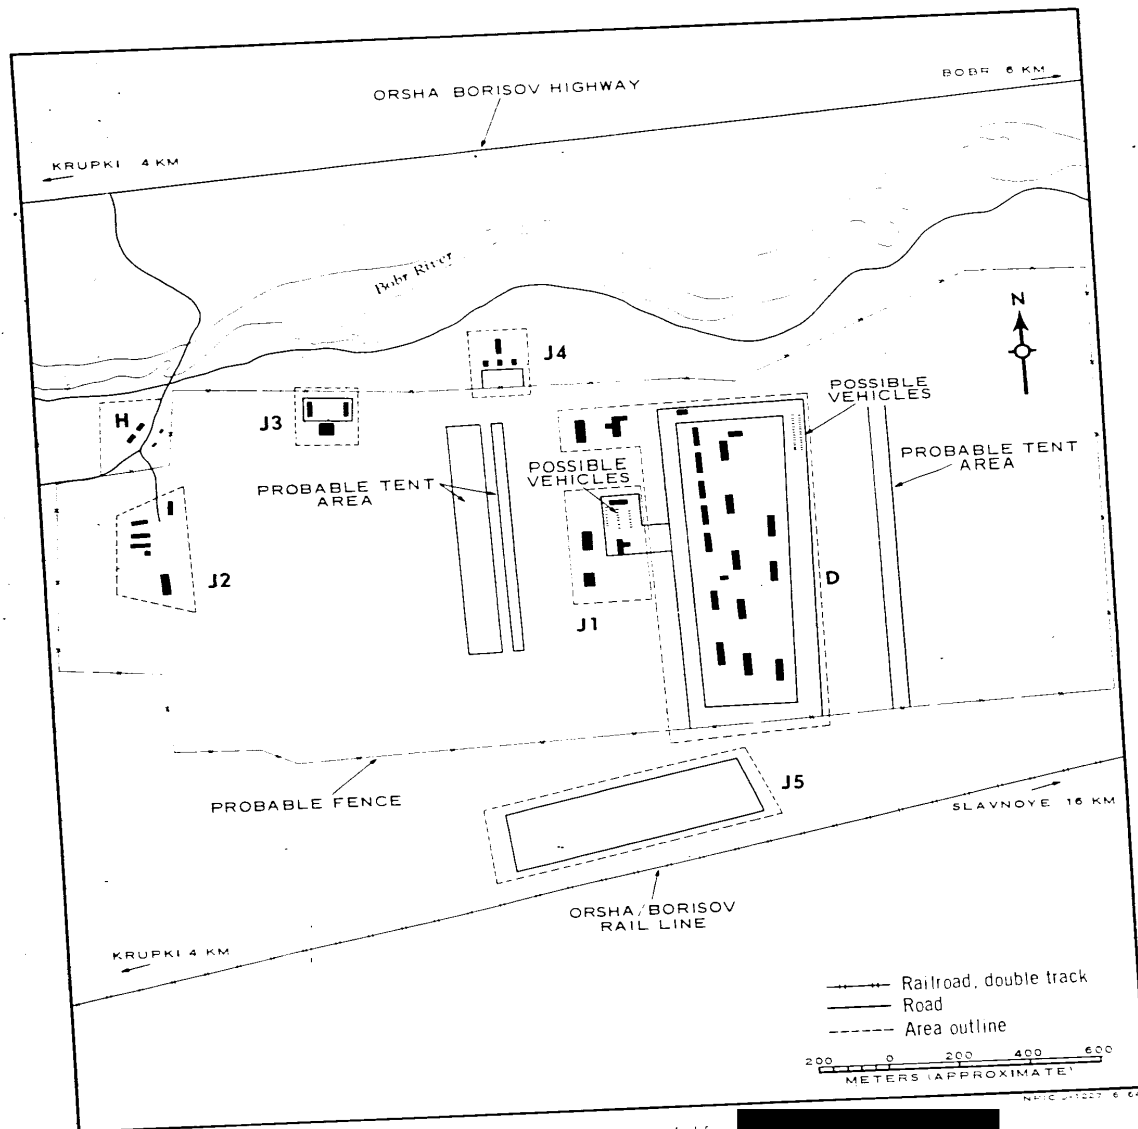 ORSHA BORISOV HIGHWAY
BOBR 6 KM
KRUPKI 4 KM
Bobr River
N
J4
POSSIBLE
VEHICLES
H
J3
POSSIBLE
VEHICLES
PROBABLE TENT
AREA
PROBABLE TENT
AREA
J2
D
J1
PROBABLE FENCE
J5
SLAVNOYE 16 KM
ORSHA/BORISOV
RAIL LINE
KRUPKI 4 KM
Railroad, double track
Road
Area outline
200 0 200 400 600
METERS (APPROXIMATE)